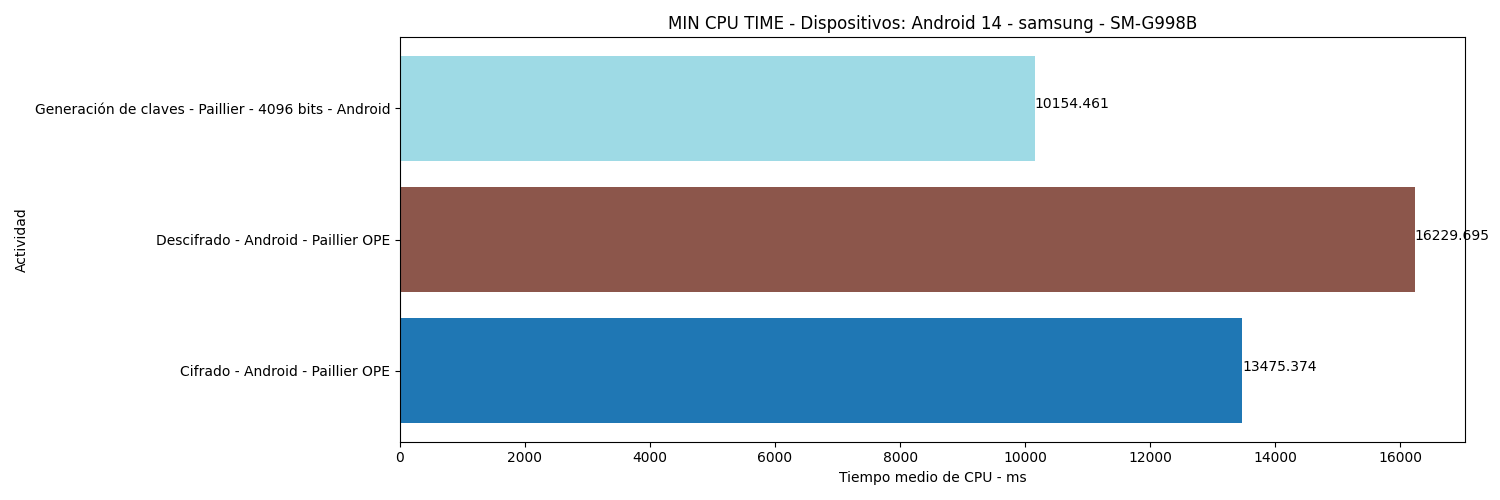 MIN CPU TIME - Dispositivos: Android 14 - samsung - SM-G998B
Actividad
Generación de claves - Paillier - 4096 bits - Android
10154.461
Descifrado - Android - Paillier OPE
16229.695
Cifrado - Android - Paillier OPE
13475.374
0 2000 4000 6000 8000 10000 12000 14000 16000
Tiempo medio de CPU - ms